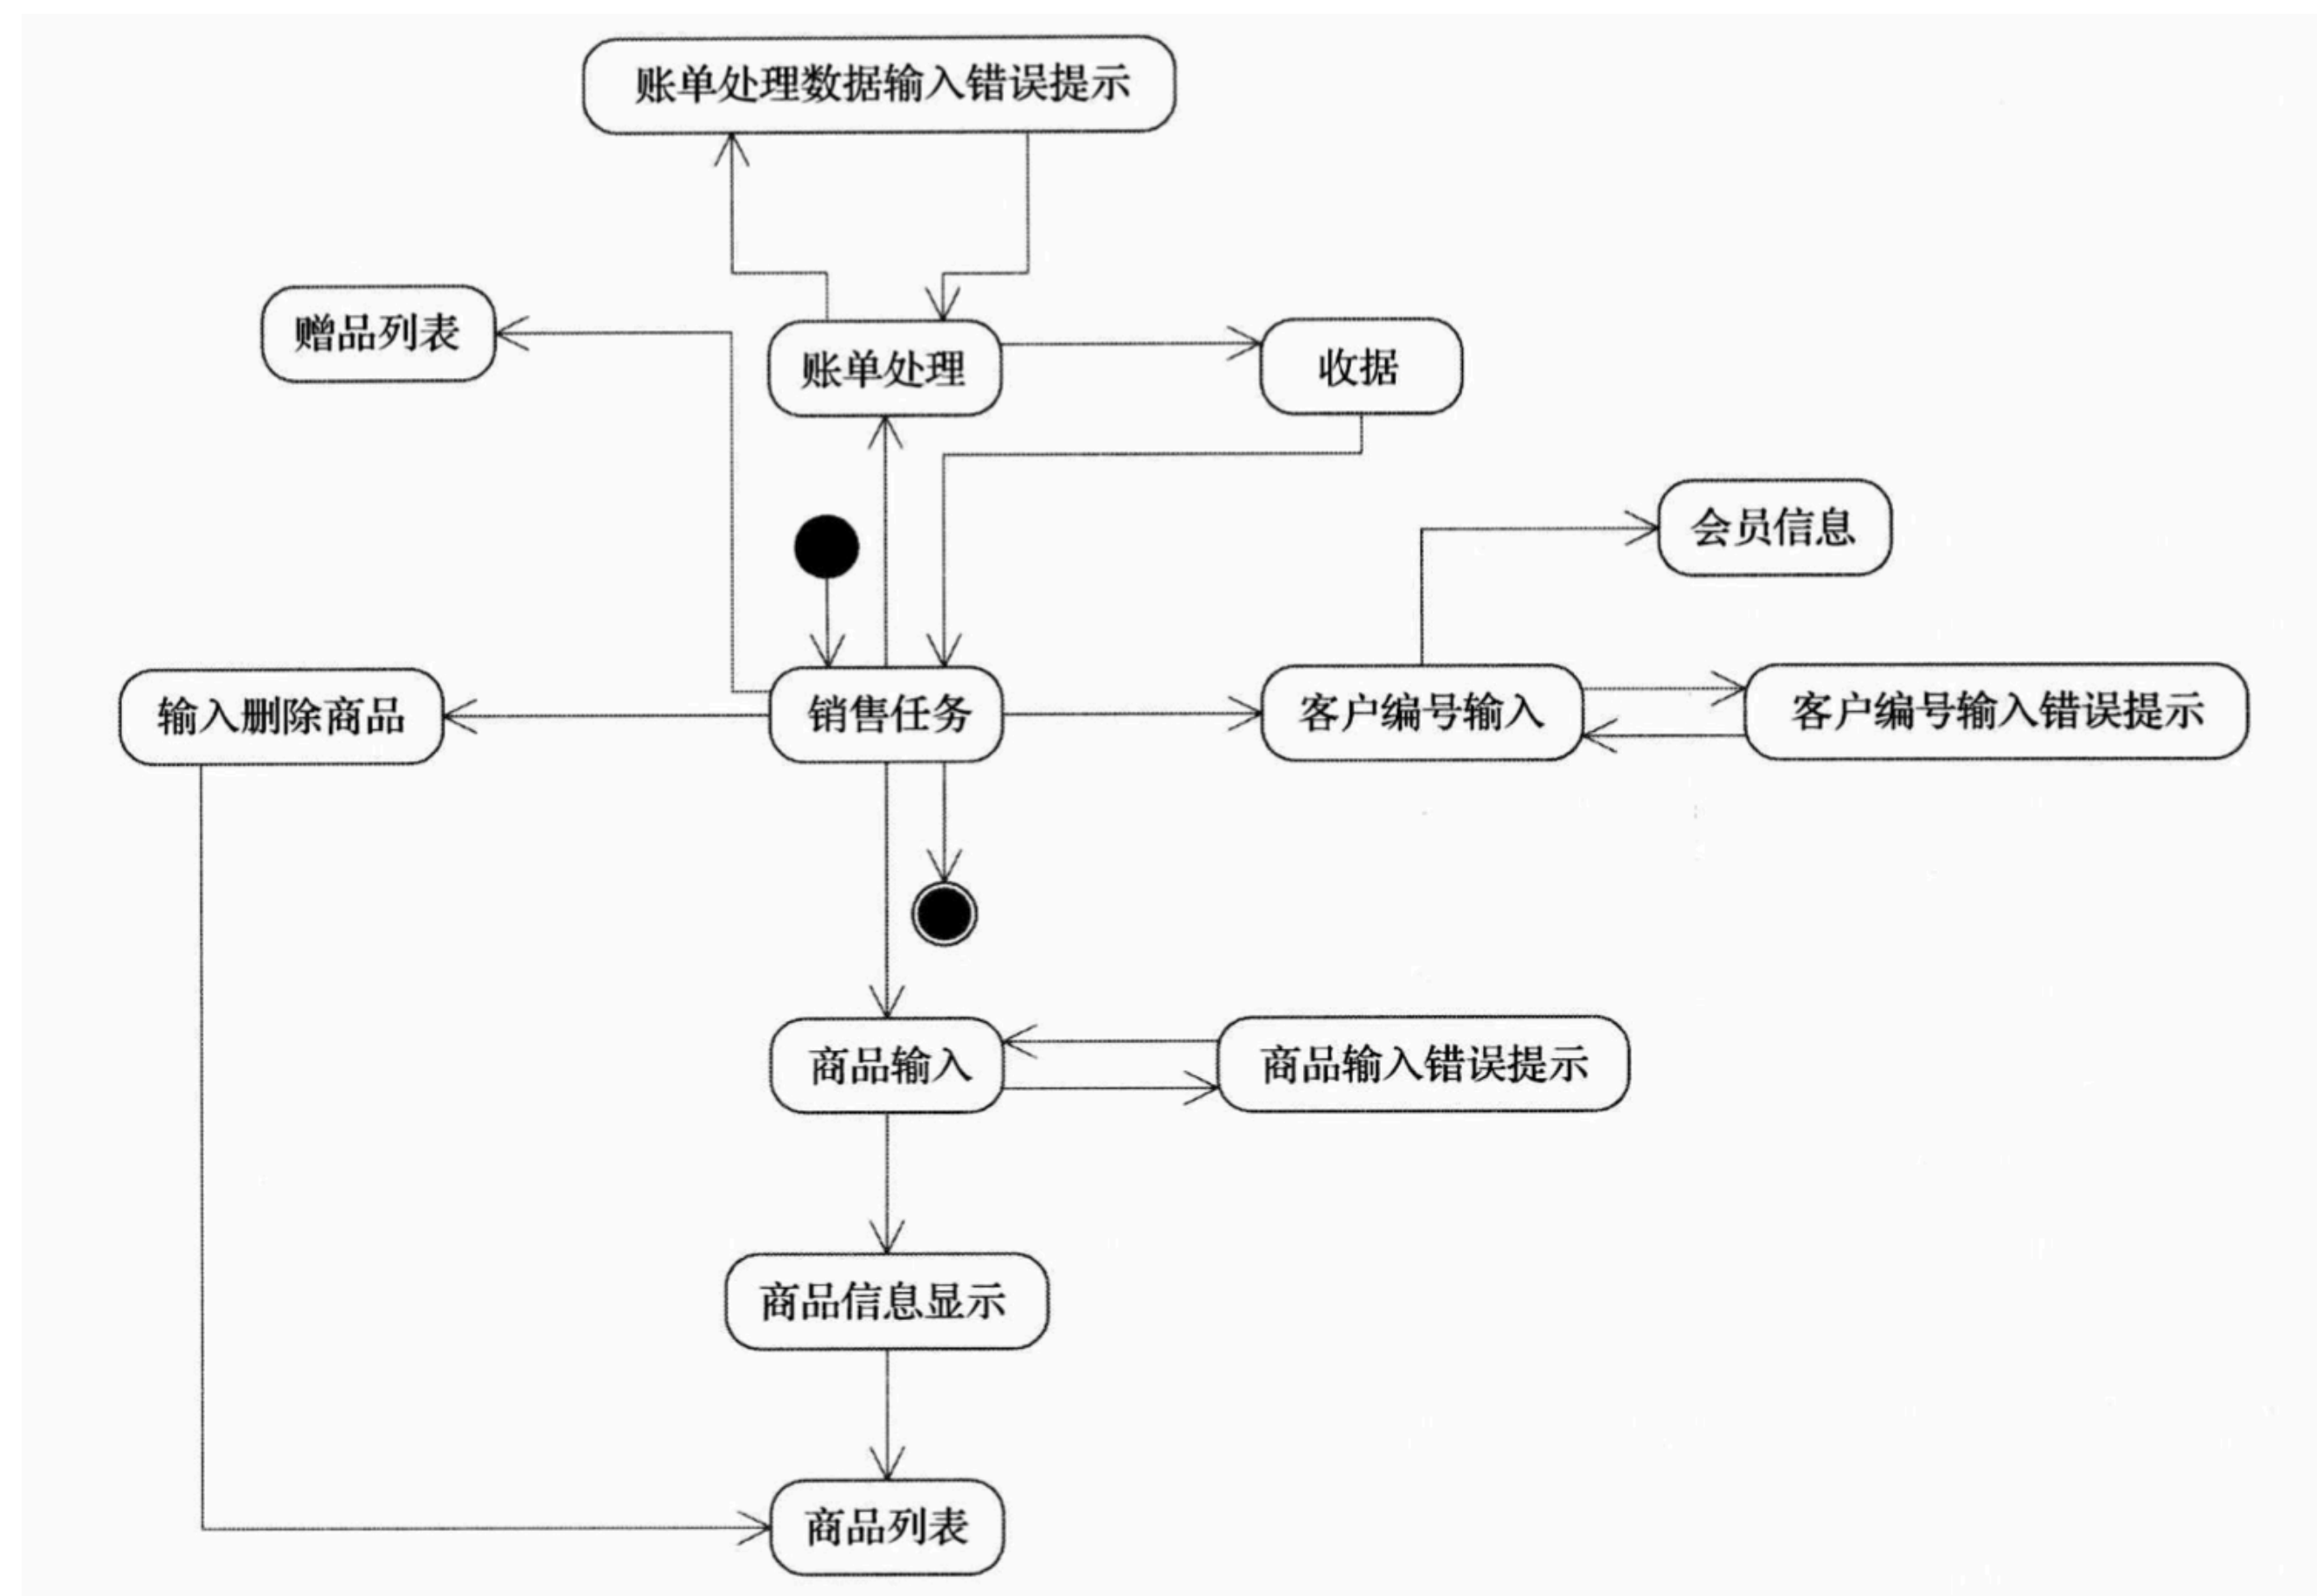 账单处理数据输入错误提示
赠品列表
账单处理
收据
会员信息
输入删除商品
销售任务
客户编号输入
客户编号输入错误提示
商品输入
商品输入错误提示
商品信息显示
商品列表